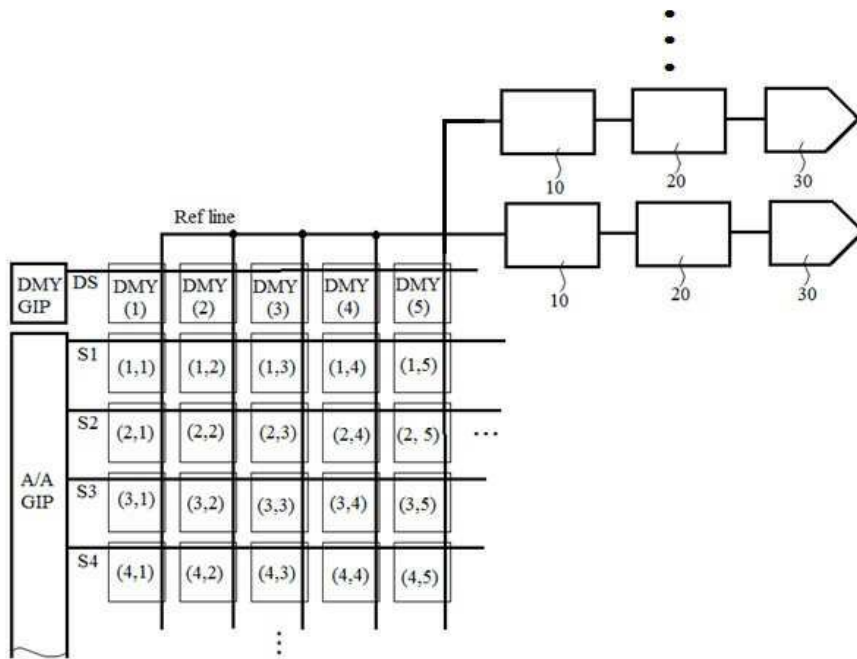 10
20
30
Ref line
10
20
30
DMY
GIP
DS
DMY
(1)
DMY
(2)
DMY
(3)
DMY
(4)
DMY
(5)
A/A
GIP
S1
(1,1)
(1,2)
(1,3)
(1,4)
(1,5)
S2
(2,1)
(2,2)
(2,3)
(2,4)
(2, 5)
...
S3
(3,1)
(3,2)
(3,3)
(3,4)
(3,5)
S4
(4,1)
(4,2)
(4,3)
(4,4)
(4,5)